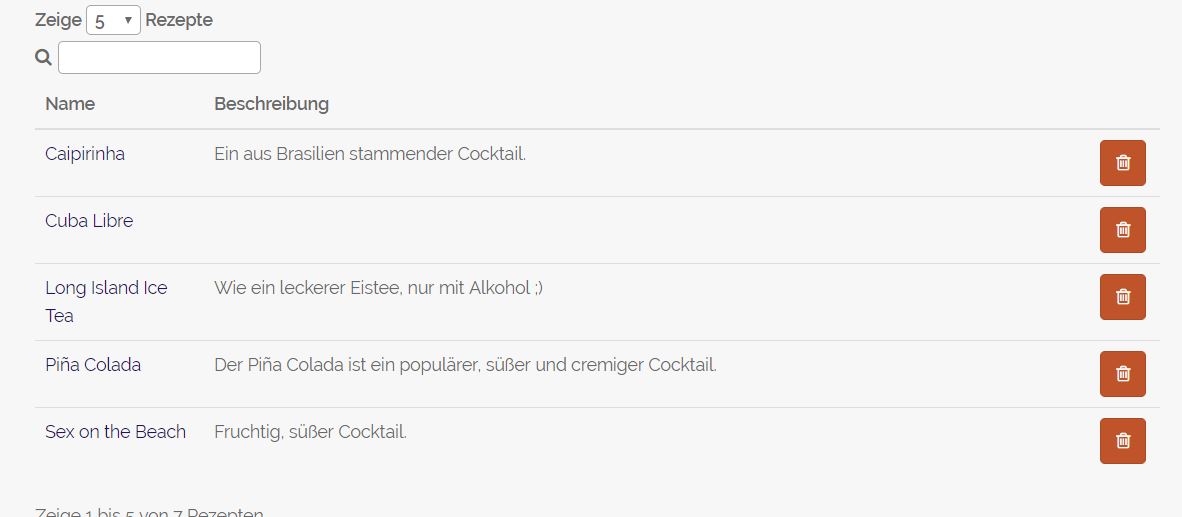 Zeige 5 Rezepte
Name Beschreibung
Caipirinha Ein aus Brasilien stammender Cocktail.
Cuba Libre
Long Island Ice Wie ein leckerer Eistee, nur mit Alkohol ;)
Tea
Piña Colada Der Piña Colada ist ein populärer, süßer und cremiger Cocktail.
Sex on the Beach Fruchtig, süßer Cocktail.
Zeige 1 bis 5 von 7 Rezepten